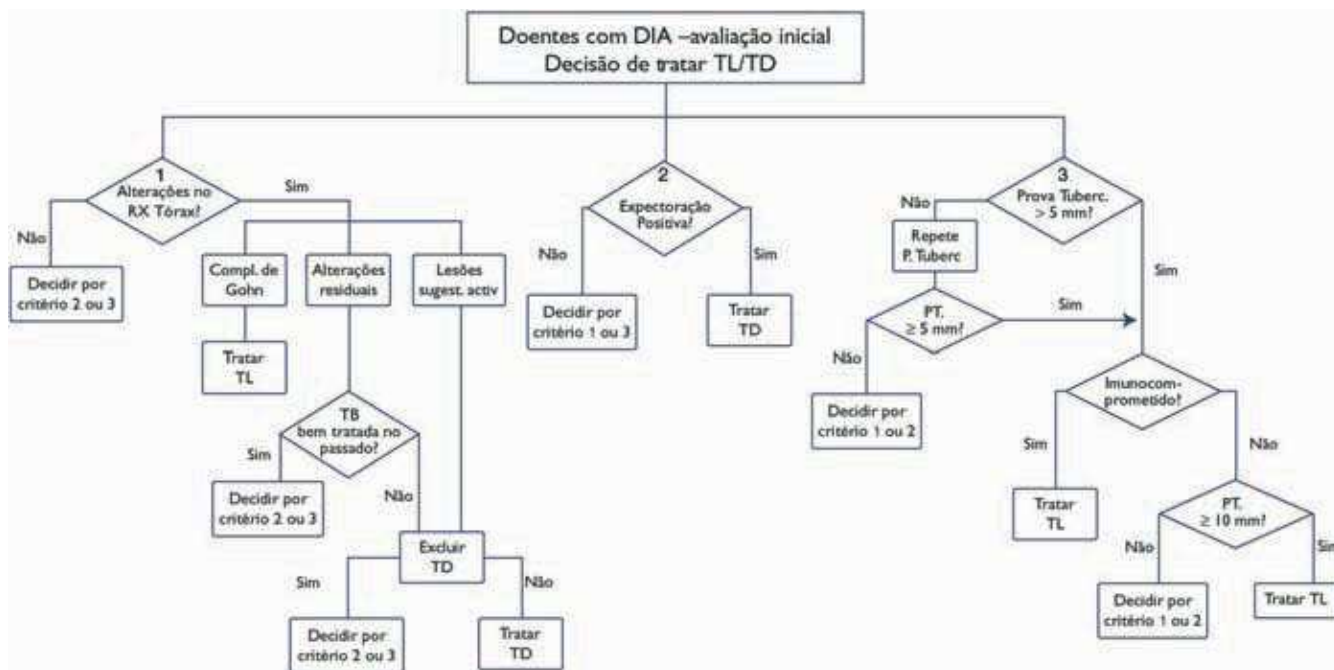 Doentes com DIA –avaliação inicial
Decisão de tratar TL/TD
1
Alterações no
RX Tórax?
Sim
Não
Decidir por
critério 2 ou 3
Compl. de
Gohn
Alterações
residuais
Lesões
sugest. activ
Tratar
TL
TB
bem tratada no
passado?
Sim
Não
Decidir por
critério 2 ou 3
Excluir
TD
Sim
Não
Decidir por
critério 2 ou 3
Tratar
TD
2
Expectoração
Positiva?
Não
Sim
Decidir por
critério 1 ou 3
Tratar
TD
3
Prova Tuberc.
> 5 mm?
Não
Repete
P. Tuberc
Sim
PT.
≥ 5 mm?
Sim
Não
Decidir por
critério 1 ou 2
Imunocom-
prometido?
Sim
Não
Tratar
TL
PT.
≥ 10 mm?
Não
Sim
Decidir por
critério 1 ou 2
Tratar TL